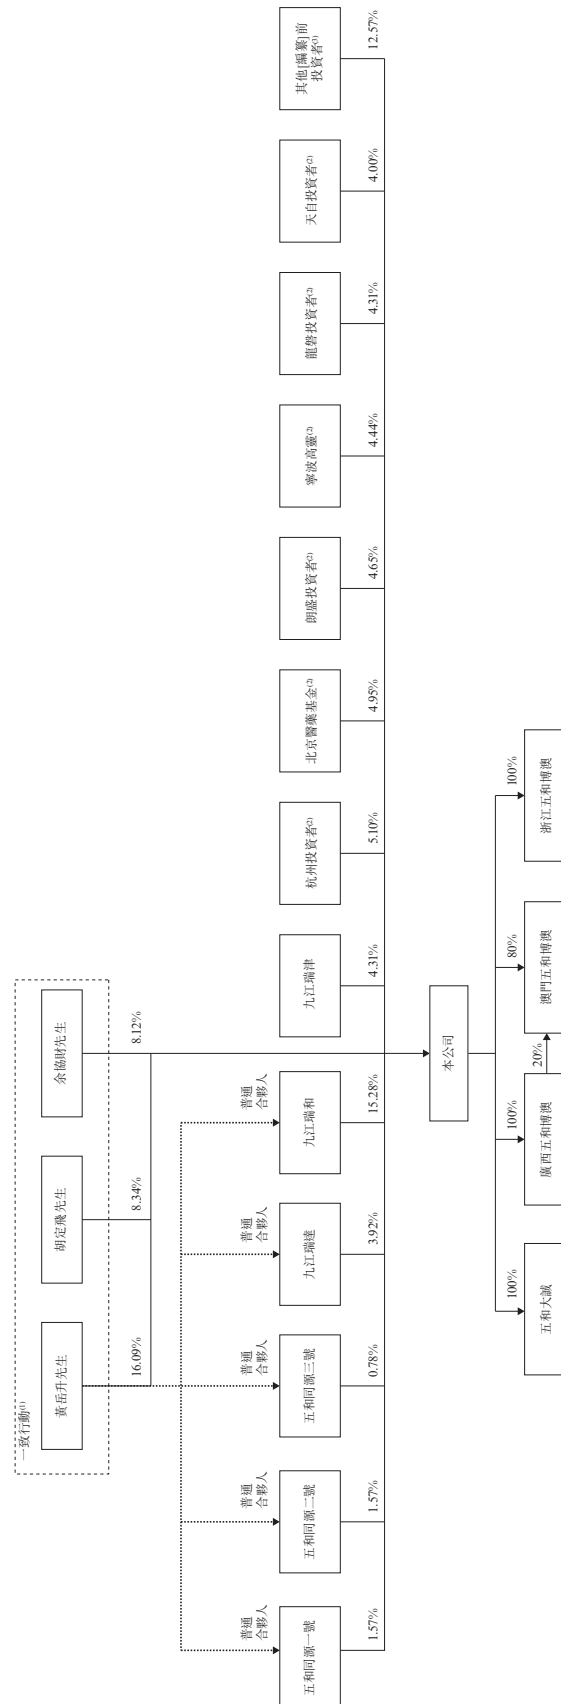 一致行動⁽¹⁾
黃岳升先生
胡定飛先生
余協財先生
16.09%
8.34%
8.12%
普通
合夥人
普通
合夥人
普通
合夥人
普通
合夥人
普通
合夥人
五和同源一號
五和同源二號
五和同源三號
九江瑞達
九江瑞和
九江瑞津
杭州投資者⁽²⁾
北京醫藥基金⁽²⁾
朗盛投資者⁽²⁾
寧波高靈⁽²⁾
龍磐投資者⁽²⁾
天自投資者⁽²⁾
其他[編纂]前
投資者⁽³⁾
1.57%
1.57%
0.78%
3.92%
15.28%
4.31%
5.10%
4.95%
4.65%
4.44%
4.31%
4.00%
12.57%
本公司
100%
100%
80%
100%
五和大誠
廣西五和博澳
20%
澳門五和博澳
浙江五和博澳